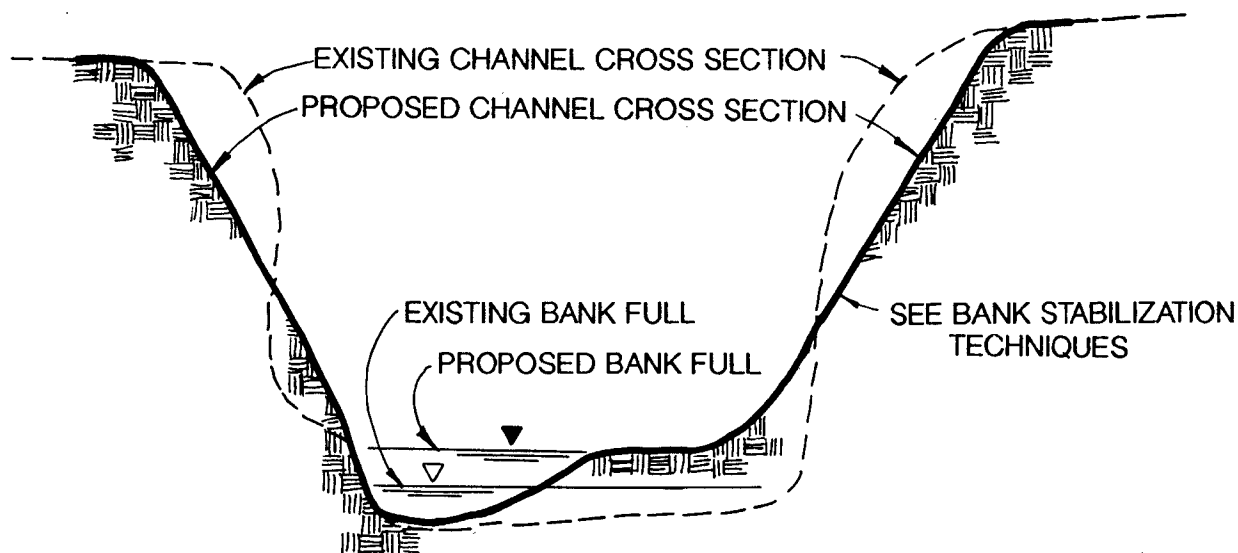 EXISTING CHANNEL CROSS SECTION
PROPOSED CHANNEL CROSS SECTION
EXISTING BANK FULL
PROPOSED BANK FULL
SEE BANK STABILIZATION
TECHNIQUES